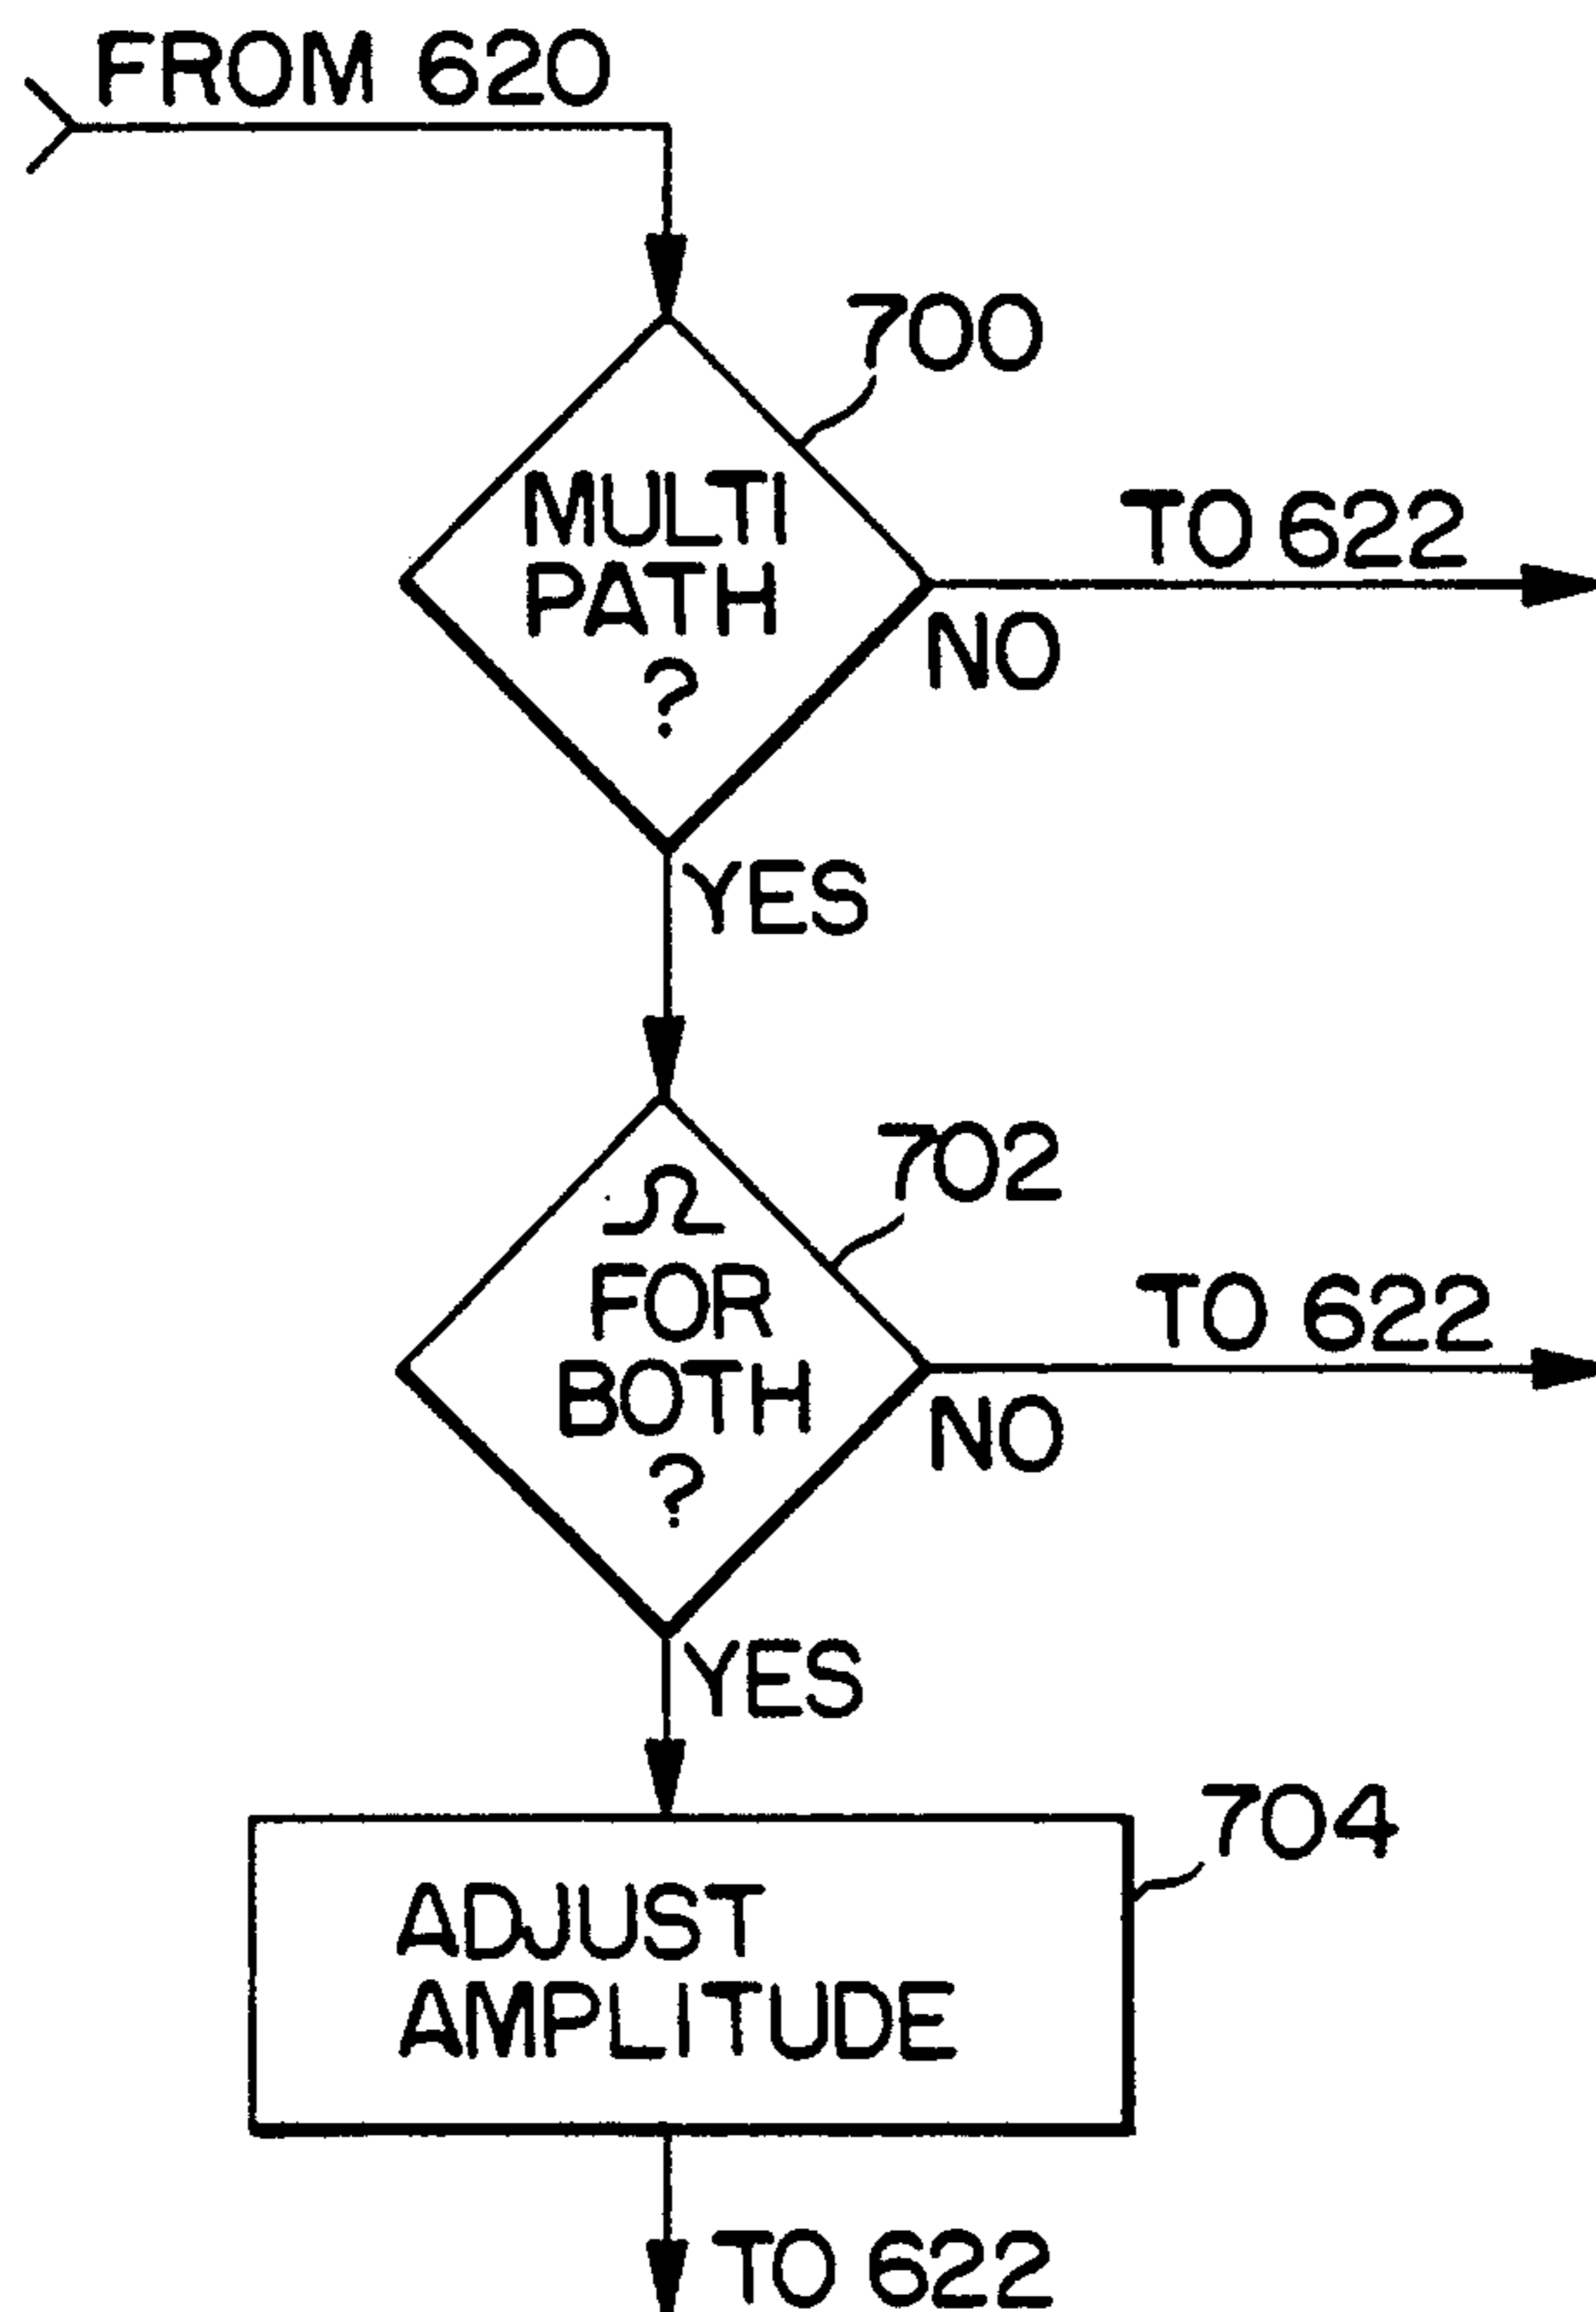 FROM 620
700
MULTI
PATH
?
TO 622
NO
YES
702
Ω
FOR
BOTH
?
TO 622
NO
YES
704
ADJUST
AMPLITUDE
TO 622